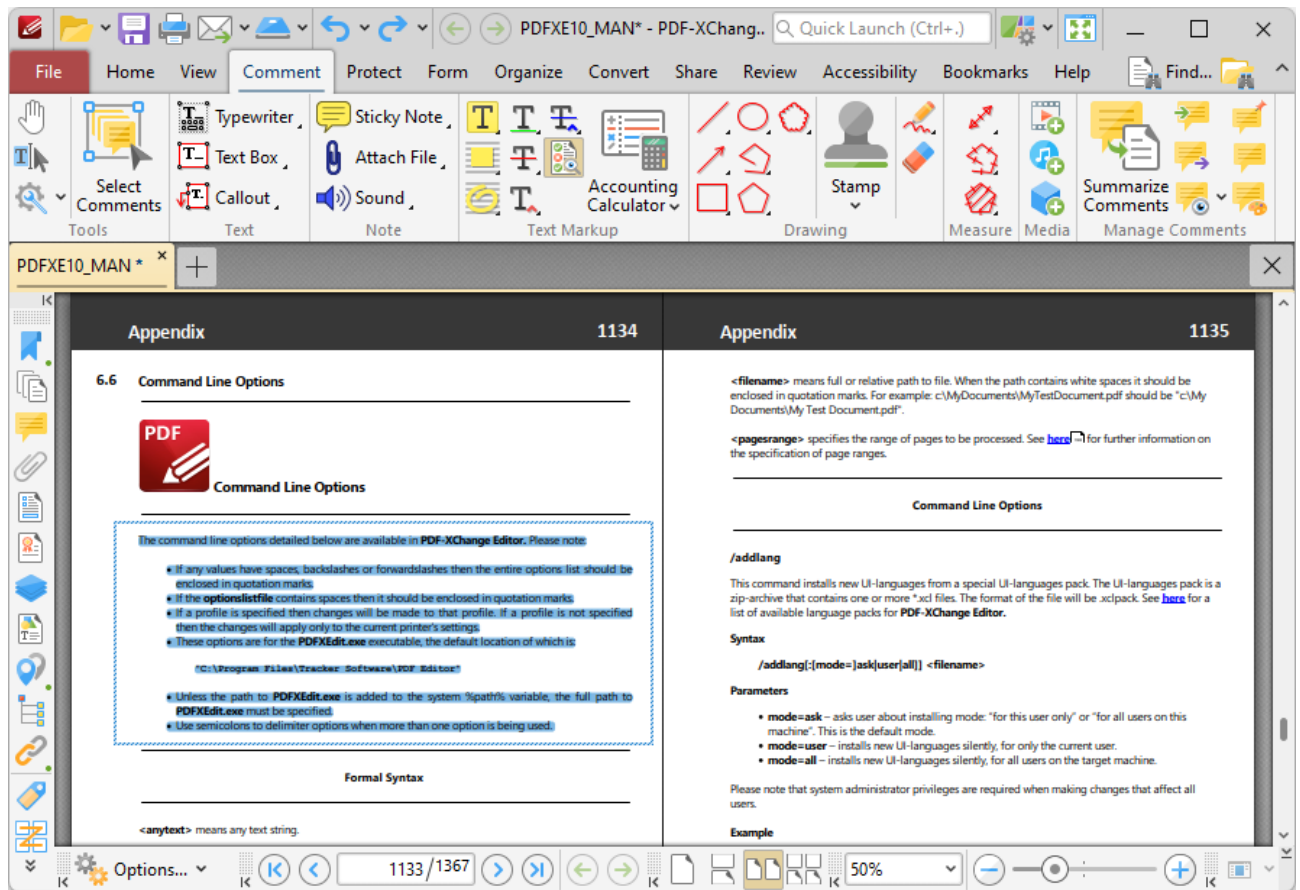 PDFXE10_MAN* - PDF-XChang..
Quick Launch (Ctrl+.)
File Home View Comment Protect Form Organize Convert Share Review Accessibility Bookmarks Help Find...
Typewriter Sticky Note
Text Box Attach File
Select Comments
Callout Sound
Accounting Calculator
Stamp
Summarize Comments
Tools Text Note Text Markup Drawing Measure Media Manage Comments
PDFXE10_MAN *
Appendix 1134
6.6 Command Line Options
PDF
Command Line Options
The command line options detailed below are available in PDF-XChange Editor. Please note:
• If any values have spaces, backslashes or forwardslashes then the entire options list should be
enclosed in quotation marks.
• If the optionslistfile contains spaces then it should be enclosed in quotation marks.
• If a profile is specified then changes will be made to that profile. If a profile is not specified
then the changes will apply only to the current printer's settings.
• These options are for the PDFXEdit.exe executable, the default location of which is:
"C:\Program Files\Tracker Software\PDF Editor"
• Unless the path to PDFXEdit.exe is added to the system %path% variable, the full path to
PDFXEdit.exe must be specified.
• Use semicolons to delimiter options when more than one option is being used.
Formal Syntax
<anytext> means any text string.
Appendix 1135
<filename> means full or relative path to file. When the path contains white spaces it should be
enclosed in quotation marks. For example: c:\MyDocuments\MyTestDocument.pdf should be "c:\My
Documents\My Test Document.pdf".
<pagesrange> specifies the range of pages to be processed. See here for further information on
the specification of page ranges.
Command Line Options
/addlang
This command installs new UI-languages from a special UI-languages pack. The UI-languages pack is a
zip-archive that contains one or more *.xcl files. The format of the file will be .xclpack. See here for a
list of available language packs for PDF-XChange Editor.
Syntax
/addlang[:[mode=]ask|user|all]] <filename>
Parameters
• mode=ask – asks user about installing mode: "for this user only" or "for all users on this
machine". This is the default mode.
• mode=user – installs new UI-languages silently, for only the current user.
• mode=all – installs new UI-languages silently, for all users on the target machine.
Please note that system administrator privileges are required when making changes that affect all
users.
Example
Options... 1133/1367 50%